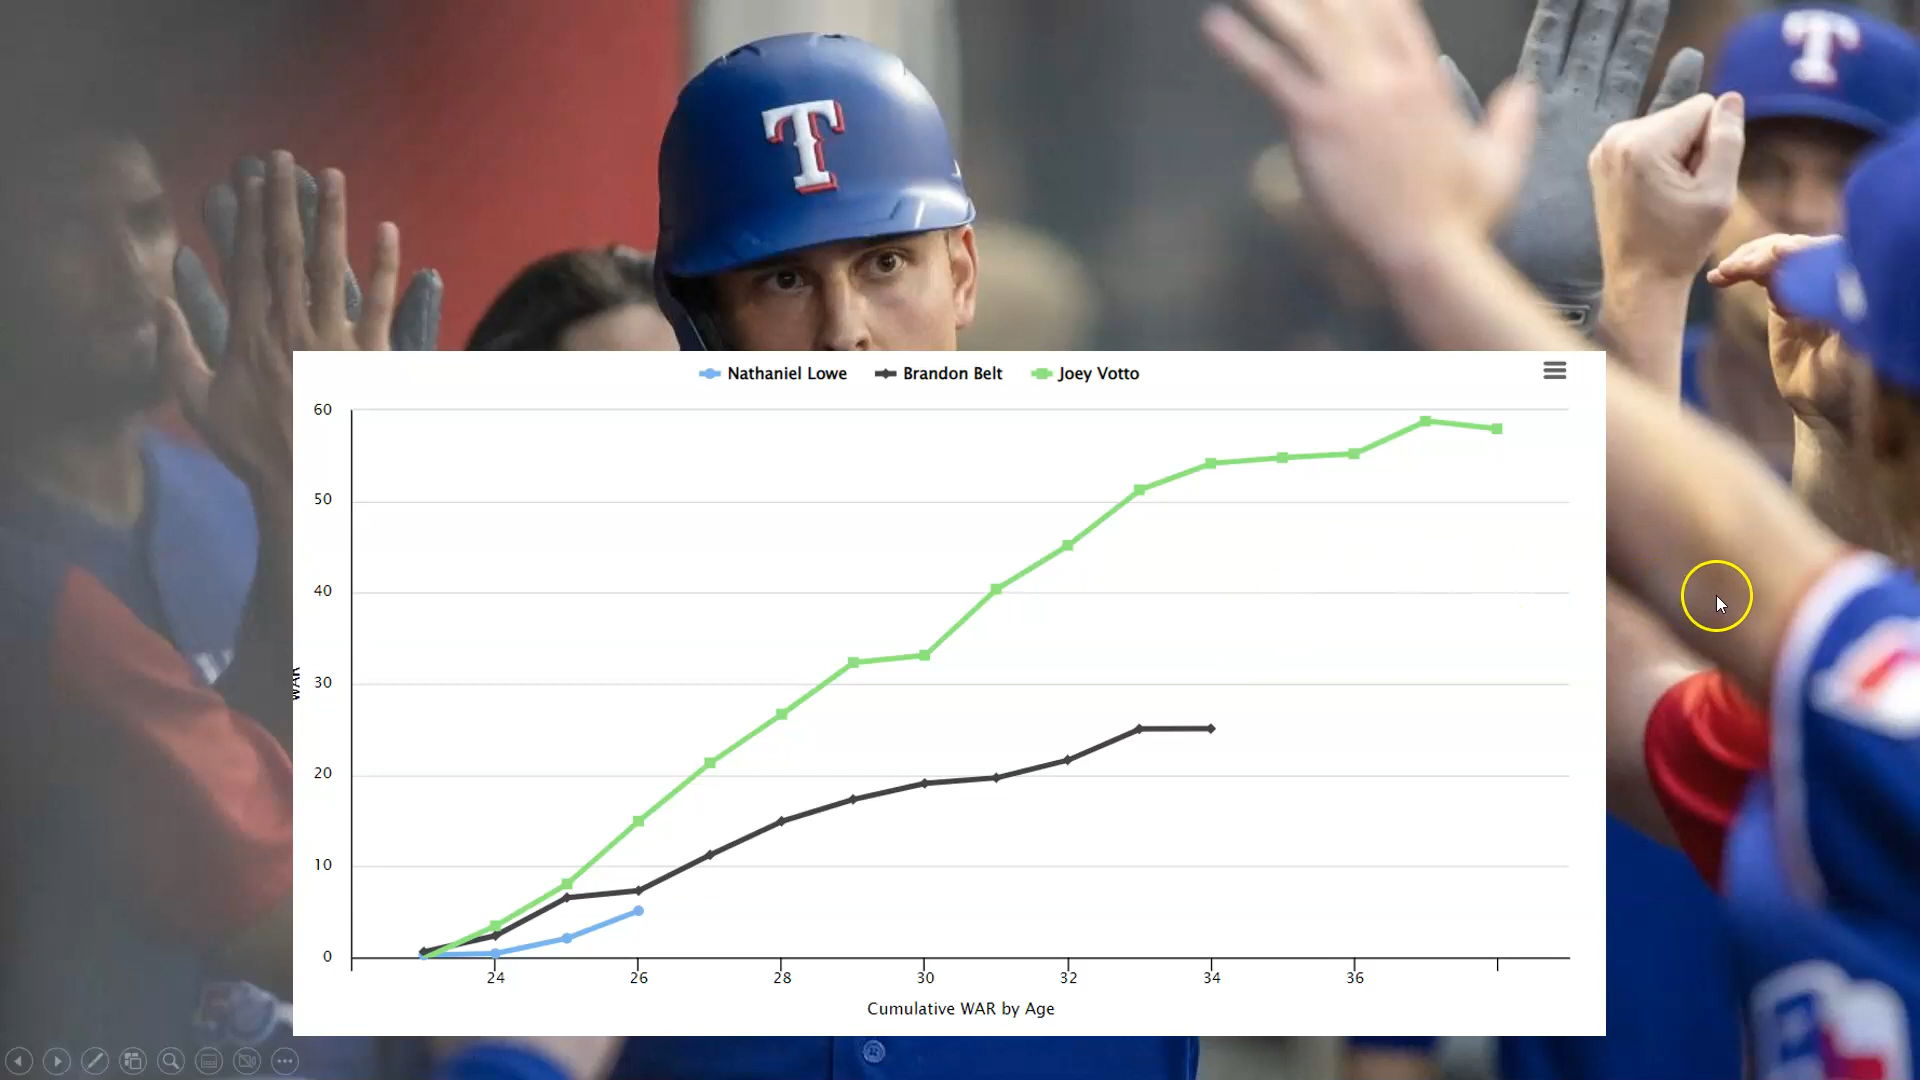 T
T
Nathaniel Lowe Brandon Belt Joey Votto
60
50
40
WAR
30
20
10
0
24 26 28 30 32 34 36
Cumulative WAR by Age